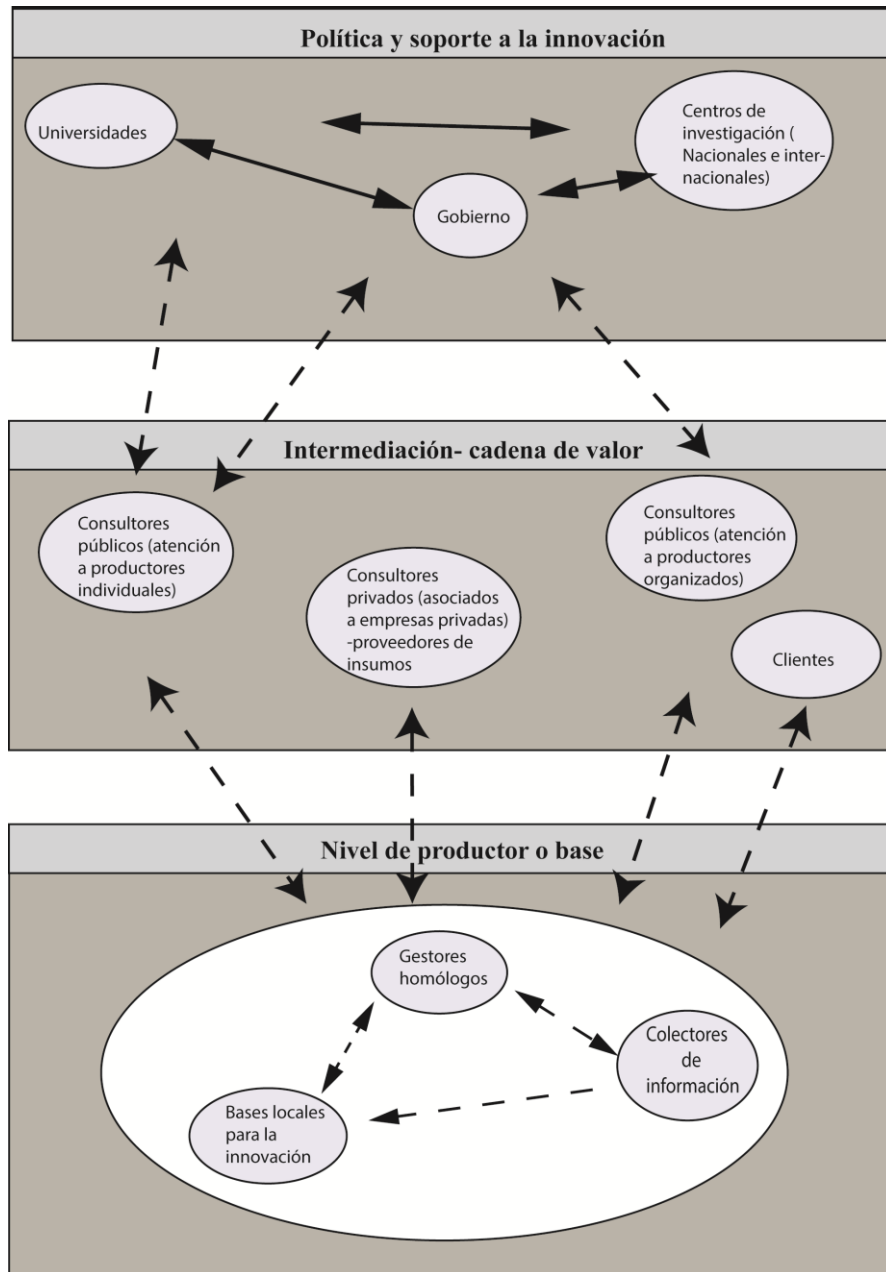 Política y soporte a la innovación
Universidades
Centros de
investigación (
Nacionales e inter-
nacionales)
Gobierno
Intermediación- cadena de valor
Consultores
públicos (atención
a productores
individuales)
Consultores
privados (asociados
a empresas privadas)
-proveedores de
insumos
Consultores
públicos (atención
a productores
organizados)
Clientes
Nivel de productor o base
Gestores
homólogos
Colectores
de
información
Bases locales
para la
innovación